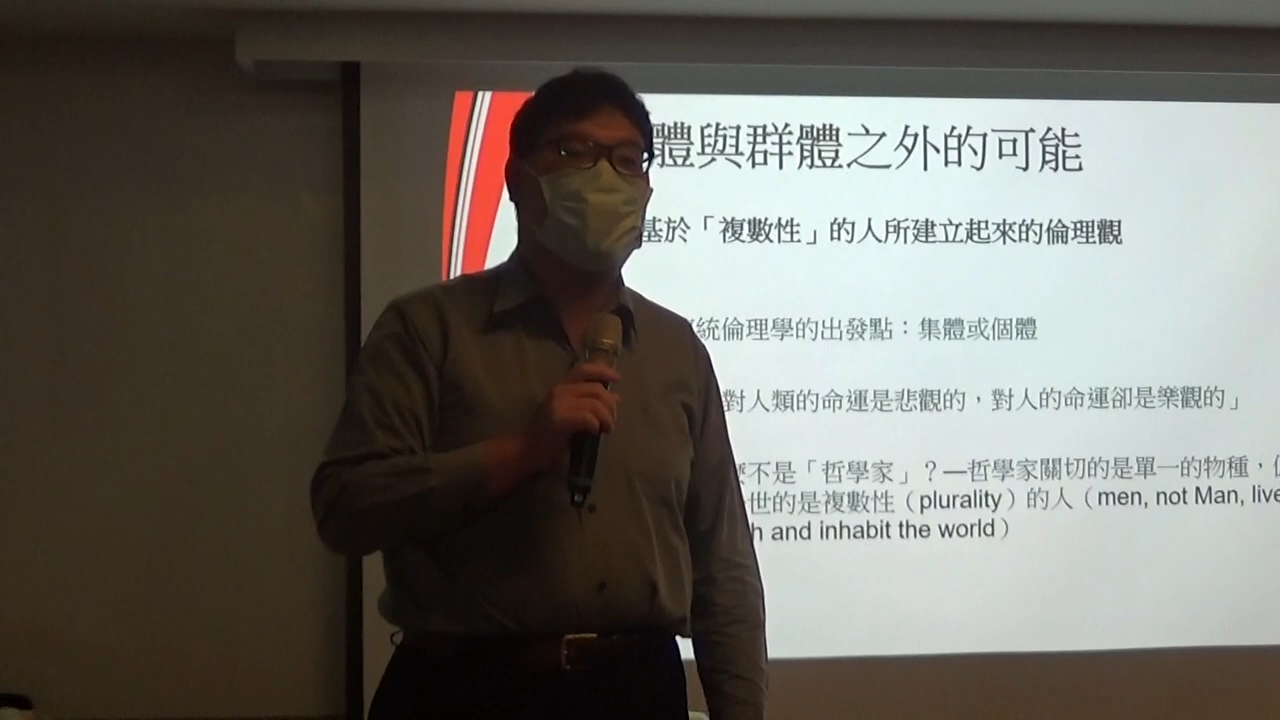 體與群體之外的可能
基於「複數性」的人所建立起來的倫理觀
統倫理學的出發點：集體或個體
對人類的命運是悲觀的，對人的命運卻是樂觀的」
不是「哲學家」？—哲學家關切的是單一的物種，
世的是複數性（plurality）的人（men, not Man, live
h and inhabit the world）